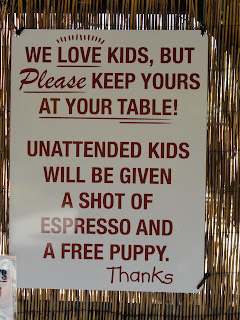 WE LOVE KIDS, BUT
Please KEEP YOURS
AT YOUR TABLE!
UNATTENDED KIDS
WILL BE GIVEN
A SHOT OF
ESPRESSO AND
A FREE PUPPY.
Thanks